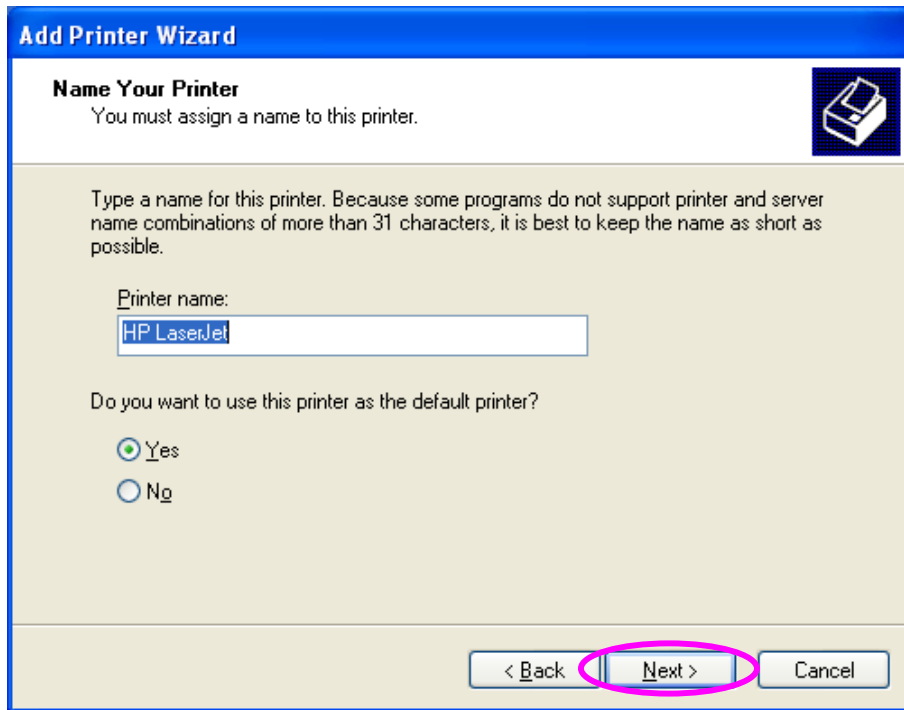 Add Printer Wizard
Name Your Printer
You must assign a name to this printer.
Type a name for this printer. Because some programs do not support printer and server
name combinations of more than 31 characters, it is best to keep the name as short as
possible.
Printer name:
HP LaserJet
Do you want to use this printer as the default printer?
Yes
No
< Back Next > Cancel